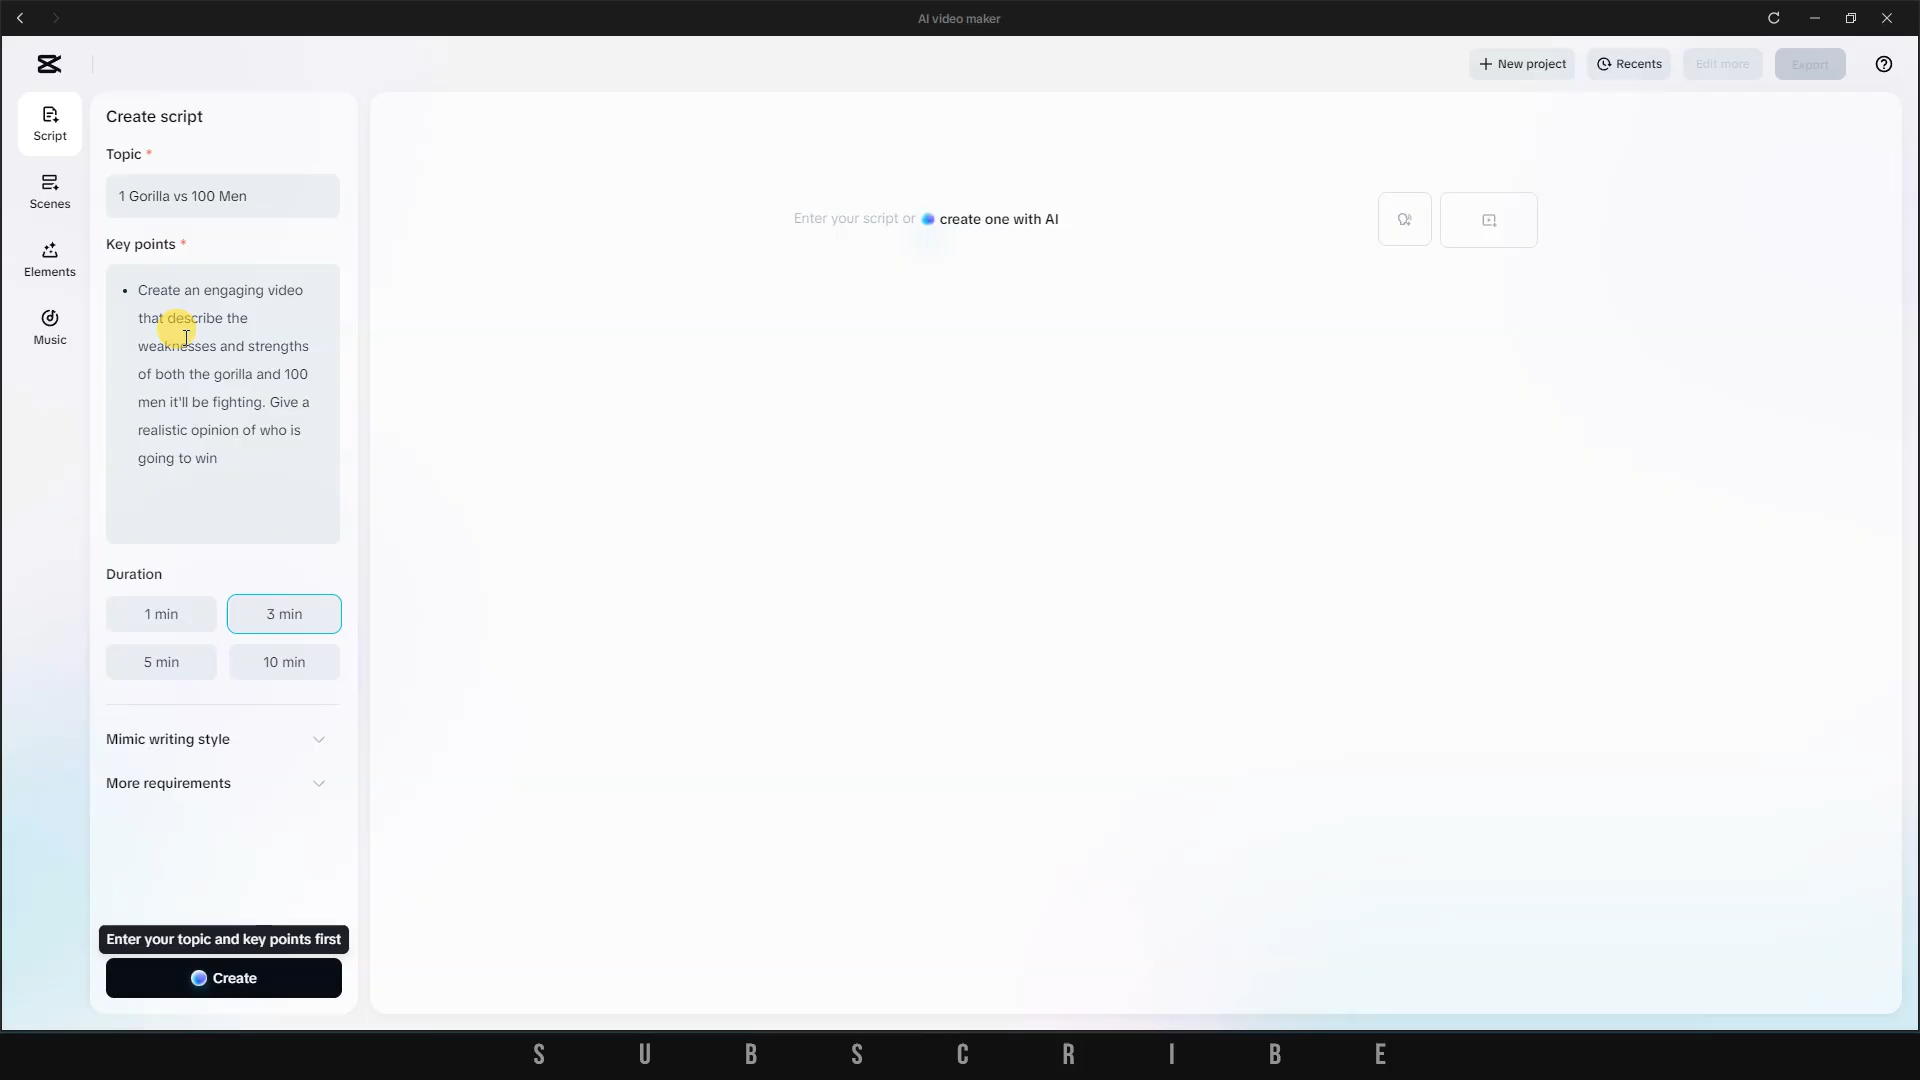 AI video maker
New project
Recents
Edit more
Export
Script
Scenes
Elements
Music
Create script
Topic *
1 Gorilla vs 100 Men
Key points *
• Create an engaging video
that describe the
weaknesses and strengths
of both the gorilla and 100
men it'll be fighting. Give a
realistic opinion of who is
going to win
Duration
1 min
3 min
5 min
10 min
Mimic writing style
More requirements
Enter your topic and key points first
Create
Enter your script or create one with AI
S U B S C R I B E